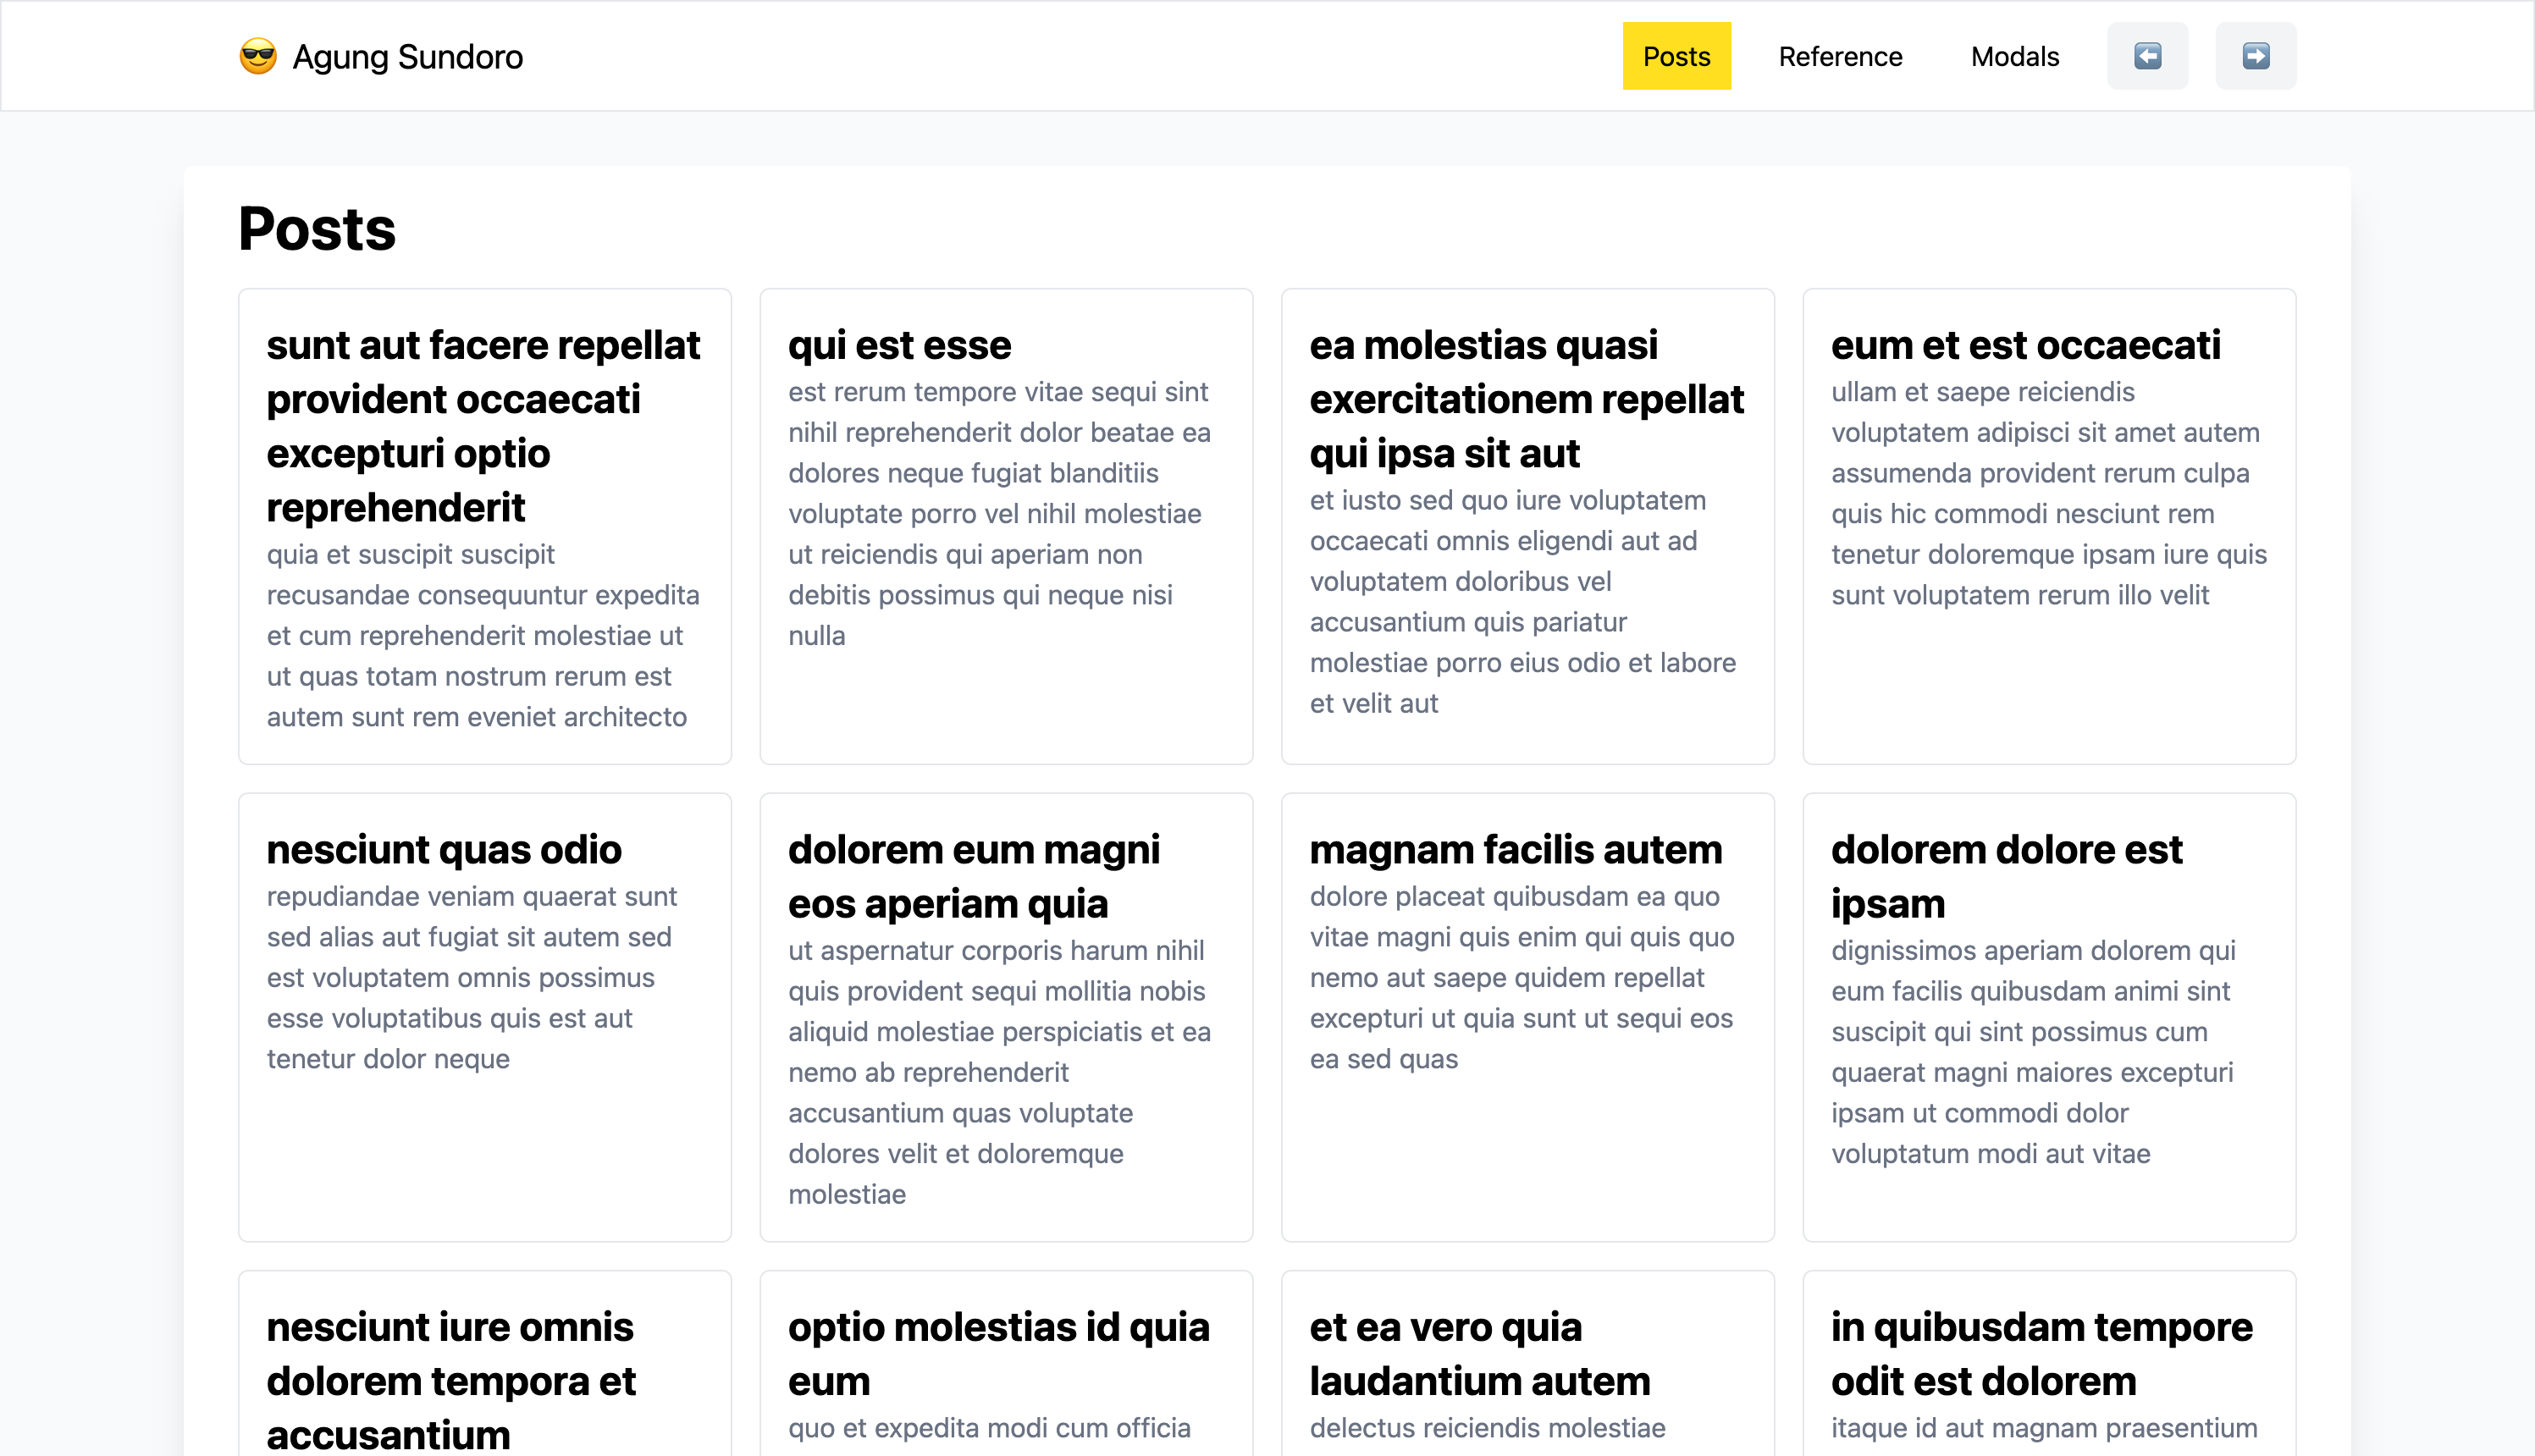 😎 Agung Sundoro
Posts
Reference
Modals
⬅️
➡️
Posts
sunt aut facere repellat
provident occaecati
excepturi optio
reprehenderit
quia et suscipit suscipit
recusandae consequuntur expedita
et cum reprehenderit molestiae ut
ut quas totam nostrum rerum est
autem sunt rem eveniet architecto
qui est esse
est rerum tempore vitae sequi sint
nihil reprehenderit dolor beatae ea
dolores neque fugiat blanditiis
voluptate porro vel nihil molestiae
ut reiciendis qui aperiam non
debitis possimus qui neque nisi
nulla
ea molestias quasi
exercitationem repellat
qui ipsa sit aut
et iusto sed quo iure voluptatem
occaecati omnis eligendi aut ad
voluptatem doloribus vel
accusantium quis pariatur
molestiae porro eius odio et labore
et velit aut
eum et est occaecati
ullam et saepe reiciendis
voluptatem adipisci sit amet autem
assumenda provident rerum culpa
quis hic commodi nesciunt rem
tenetur doloremque ipsam iure quis
sunt voluptatem rerum illo velit
nesciunt quas odio
repudiandae veniam quaerat sunt
sed alias aut fugiat sit autem sed
est voluptatem omnis possimus
esse voluptatibus quis est aut
tenetur dolor neque
dolorem eum magni
eos aperiam quia
ut aspernatur corporis harum nihil
quis provident sequi mollitia nobis
aliquid molestiae perspiciatis et ea
nemo ab reprehenderit
accusantium quas voluptate
dolores velit et doloremque
molestiae
magnam facilis autem
dolore placeat quibusdam ea quo
vitae magni quis enim qui quis quo
nemo aut saepe quidem repellat
excepturi ut quia sunt ut sequi eos
ea sed quas
dolorem dolore est
ipsam
dignissimos aperiam dolorem qui
eum facilis quibusdam animi sint
suscipit qui sint possimus cum
quaerat magni maiores excepturi
ipsam ut commodi dolor
voluptatum modi aut vitae
nesciunt iure omnis
dolorem tempora et
accusantium
optio molestias id quia
eum
quo et expedita modi cum officia
et ea vero quia
laudantium autem
delectus reiciendis molestiae
in quibusdam tempore
odit est dolorem
itaque id aut magnam praesentium